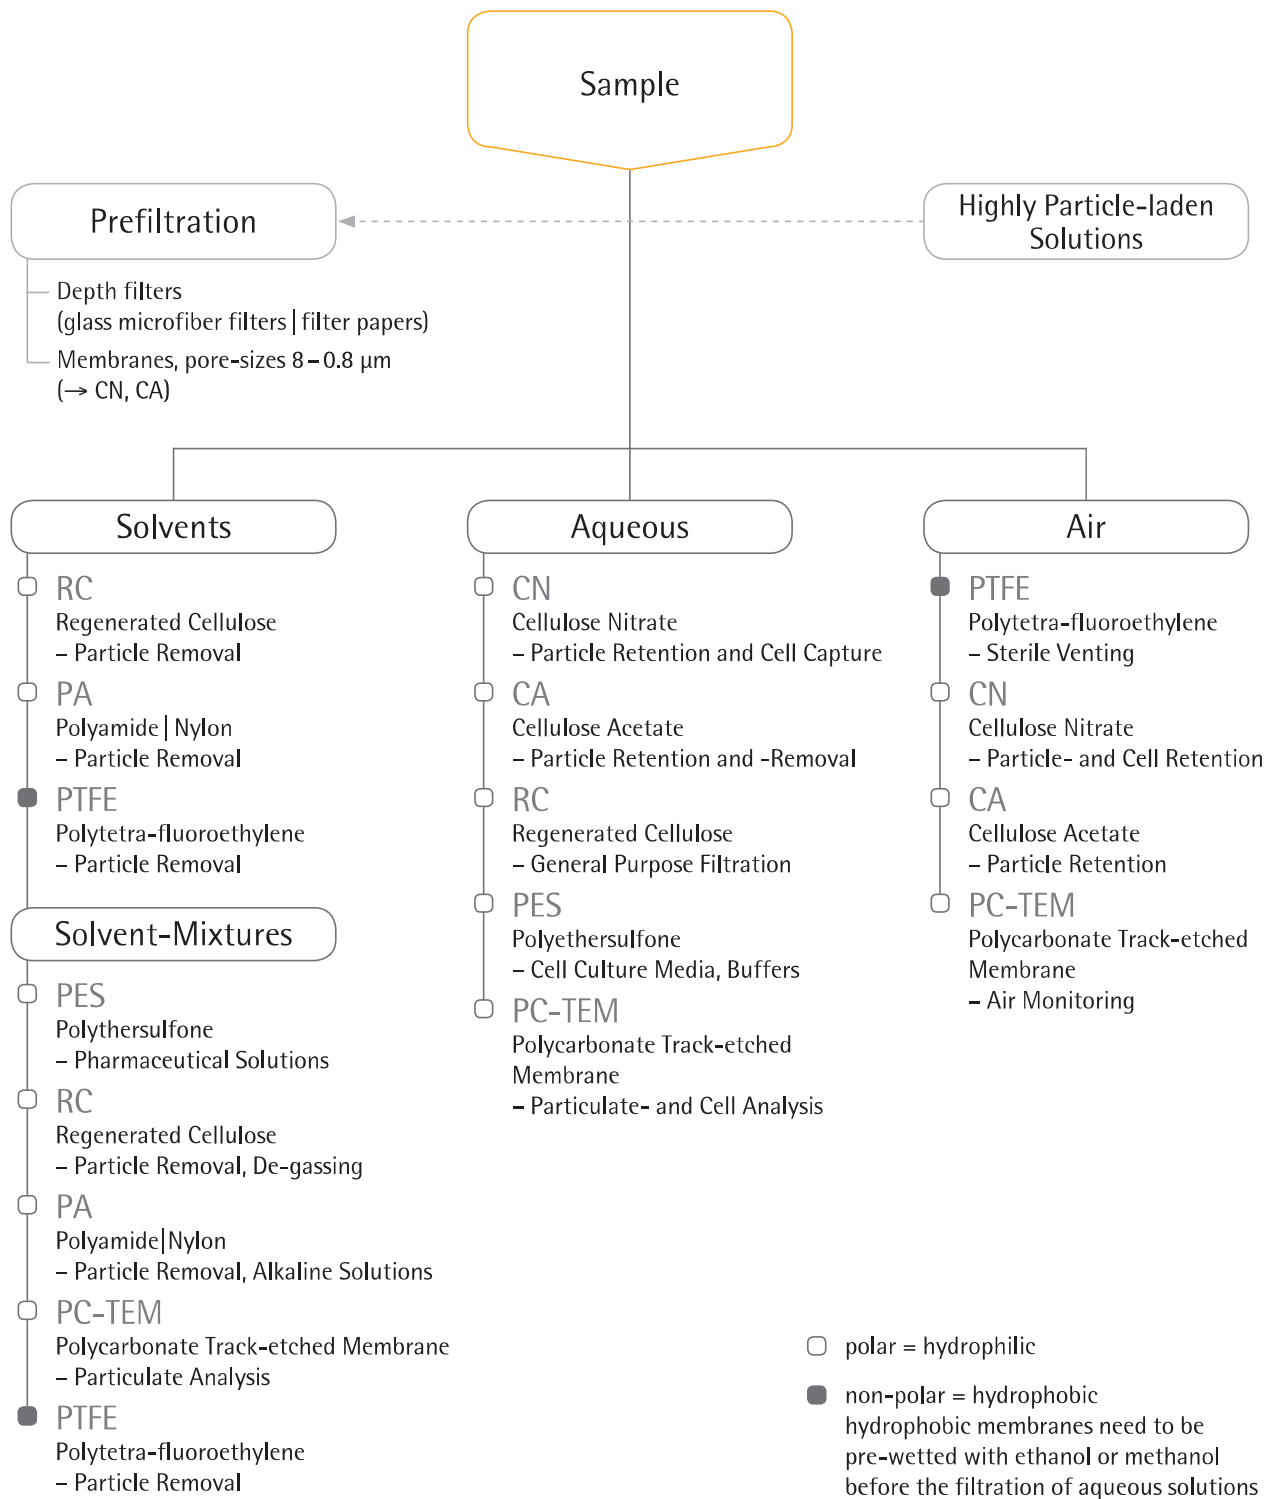 Sample
Prefiltration
Highly Particle-laden
Solutions
Depth filters
(glass microfiber filters | filter papers)
Membranes, pore-sizes 8–0.8 µm
(→ CN, CA)
Solvents
RC
Regenerated Cellulose
– Particle Removal
PA
Polyamide | Nylon
– Particle Removal
PTFE
Polytetra-fluoroethylene
– Particle Removal
Solvent-Mixtures
PES
Polythersulfone
– Pharmaceutical Solutions
RC
Regenerated Cellulose
– Particle Removal, De-gassing
PA
Polyamide|Nylon
– Particle Removal, Alkaline Solutions
PC-TEM
Polycarbonate Track-etched Membrane
– Particulate Analysis
PTFE
Polytetra-fluoroethylene
– Particle Removal
Aqueous
CN
Cellulose Nitrate
– Particle Retention and Cell Capture
CA
Cellulose Acetate
– Particle Retention and -Removal
RC
Regenerated Cellulose
– General Purpose Filtration
PES
Polyethersulfone
– Cell Culture Media, Buffers
PC-TEM
Polycarbonate Track-etched
Membrane
– Particulate- and Cell Analysis
Air
PTFE
Polytetra-fluoroethylene
– Sterile Venting
CN
Cellulose Nitrate
– Particle- and Cell Retention
CA
Cellulose Acetate
– Particle Retention
PC-TEM
Polycarbonate Track-etched
Membrane
– Air Monitoring
polar = hydrophilic
non-polar = hydrophobic
hydrophobic membranes need to be
pre-wetted with ethanol or methanol
before the filtration of aqueous solutions